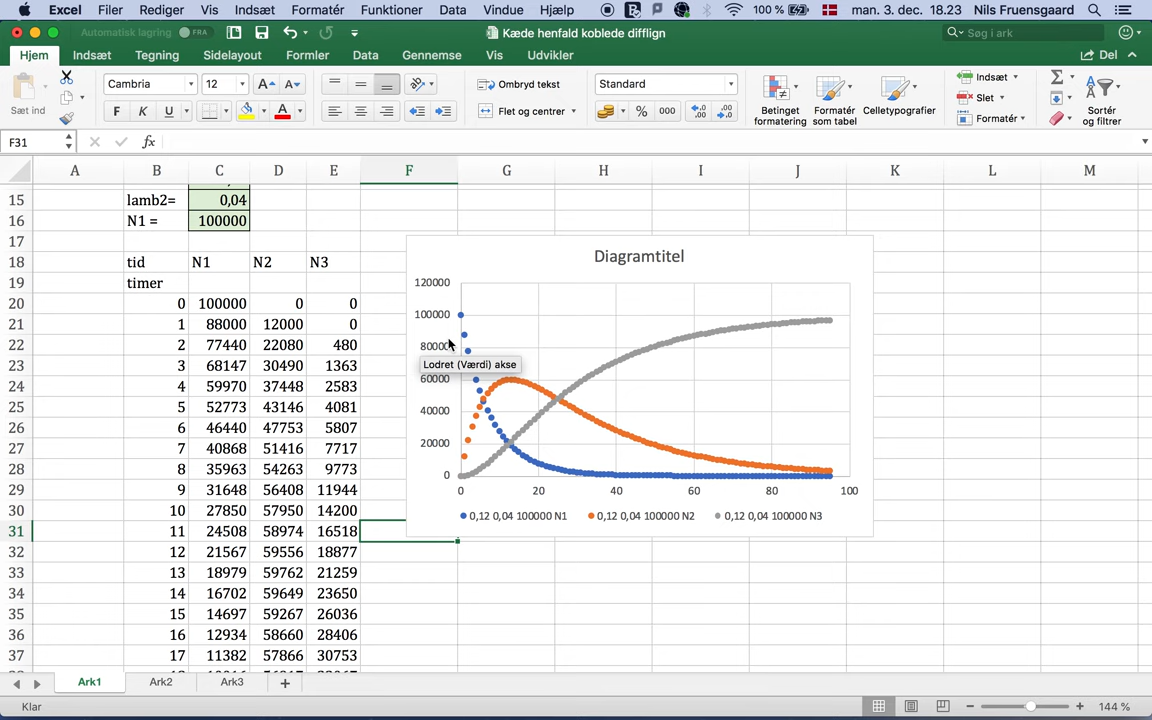 Excel Filer Rediger Vis Indsæt Formatér Funktioner Data Vindue Hjælp 100 % man. 3. dec. 18.23 Nils Fruensgaard
Automatisk lagring FRA Kæde henfald koblede difflign Søg i ark
Hjem Indsæt Tegning Sidelayout Formler Data Gennemse Vis Udvikler Del
Sæt ind Cambria 12 A A Ombryd tekst Standard Betinget formatering Formatér som tabel Celletypografier Indsæt Sortér og filtrer
F K U A Flet og centrer % 000 Slet
Formatér
F31 fx
A B C D E F G H I J K L M
15 lamb2= 0,04
16 N1 = 100000
17
18 tid N1 N2 N3
19 timer
20 0 100000 0 0
21 1 88000 12000 0
22 2 77440 22080 480
23 3 68147 30490 1363
24 4 59970 37448 2583
25 5 52773 43146 4081
26 6 46440 47753 5807
27 7 40868 51416 7717
28 8 35963 54263 9773
29 9 31648 56408 11944
30 10 27850 57950 14200
31 11 24508 58974 16518
32 12 21567 59556 18877
33 13 18979 59762 21259
34 14 16702 59649 23650
35 15 14697 59267 26036
36 16 12934 58660 28406
37 17 11382 57866 30753
Diagramtitel
120000
100000
80000
Lodret (Værdi) akse
60000
40000
20000
0
0 20 40 60 80 100
0,12 0,04 100000 N1 0,12 0,04 100000 N2 0,12 0,04 100000 N3
Ark1 Ark2 Ark3
Klar 144 %